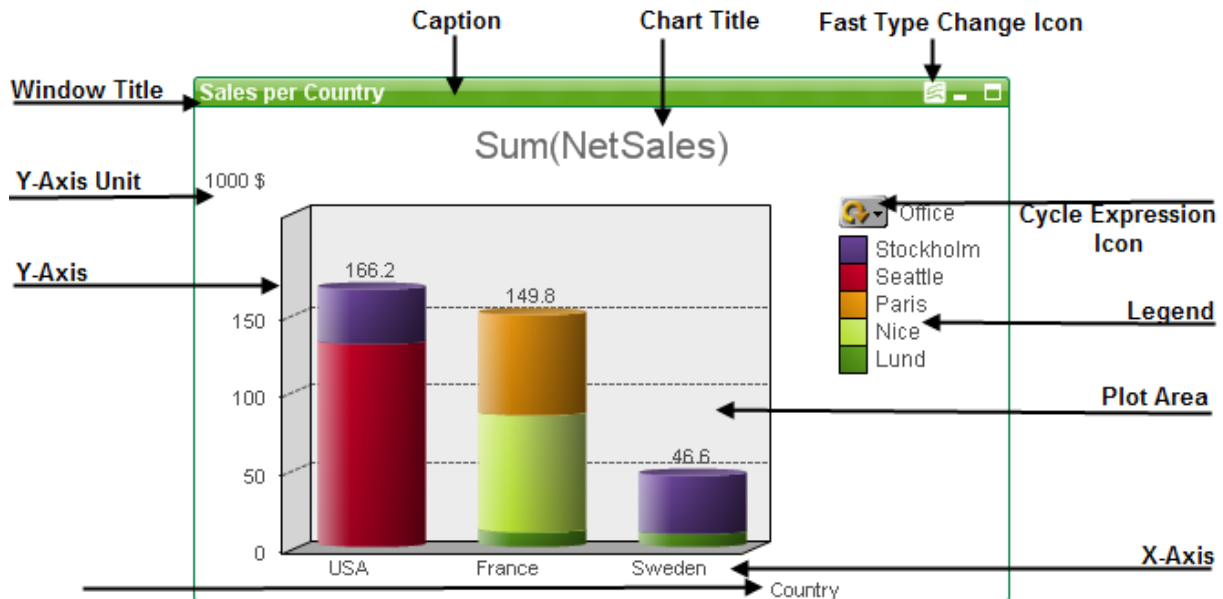 Caption
Chart Title
Fast Type Change Icon
Window Title
Sales per Country
Sum(NetSales)
Y-Axis Unit
1000 $
Office
Cycle Expression
Icon
Stockholm
Seattle
Paris
Nice
Lund
Legend
Y-Axis
166.2
149.8
46.6
150
100
50
0
Plot Area
USA
France
Sweden
X-Axis
Country